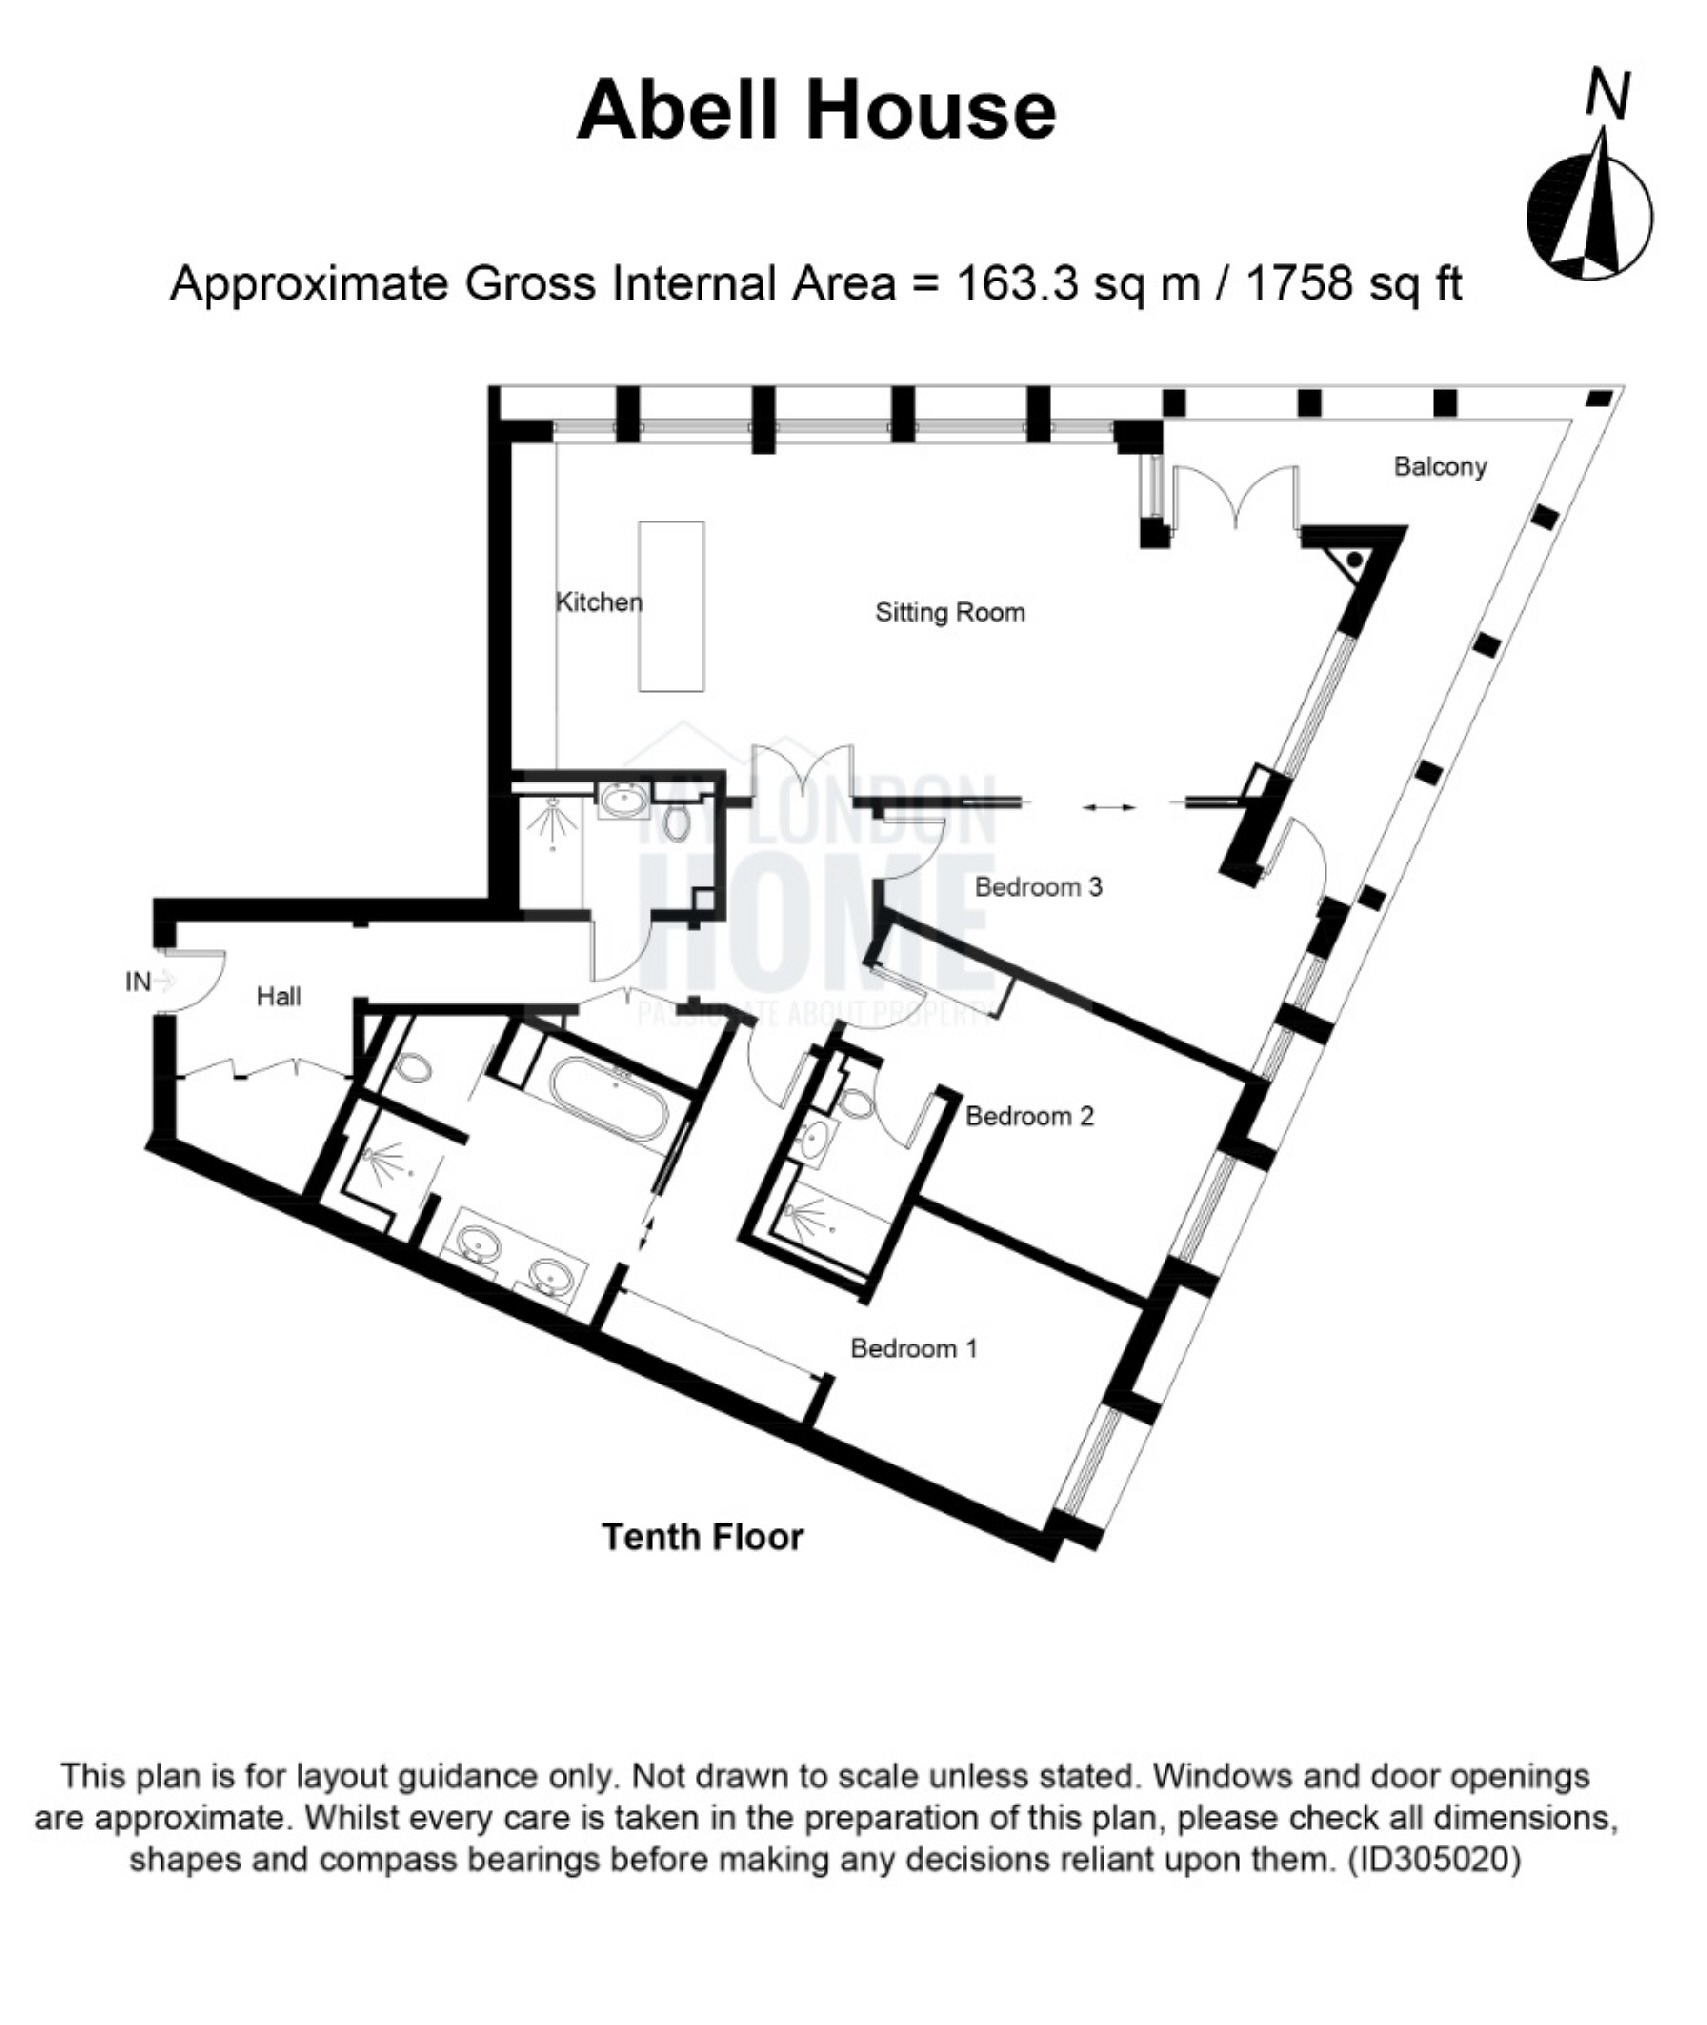 Abell House
N
Approximate Gross Internal Area = 163.3 sq m / 1758 sq ft
Balcony
Kitchen
Sitting Room
MY LONDON
HOME
PASSIONATE ABOUT PROPERTY
Bedroom 3
IN
Hall
Bedroom 2
Bedroom 1
Tenth Floor
This plan is for layout guidance only. Not drawn to scale unless stated. Windows and door openings
are approximate. Whilst every care is taken in the preparation of this plan, please check all dimensions,
shapes and compass bearings before making any decisions reliant upon them. (ID305020)